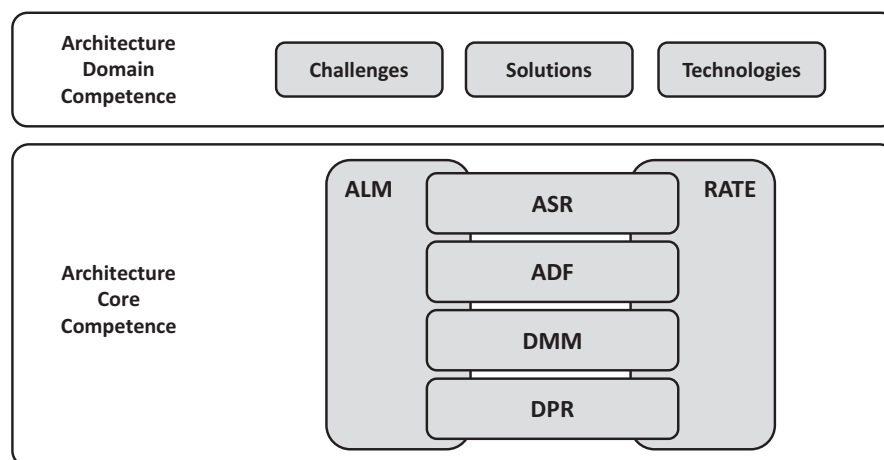 Architecture
Domain
Competence
Challenges
Solutions
Technologies
Architecture
Core
Competence
ALM
RATE
ASR
ADF
DMM
DPR